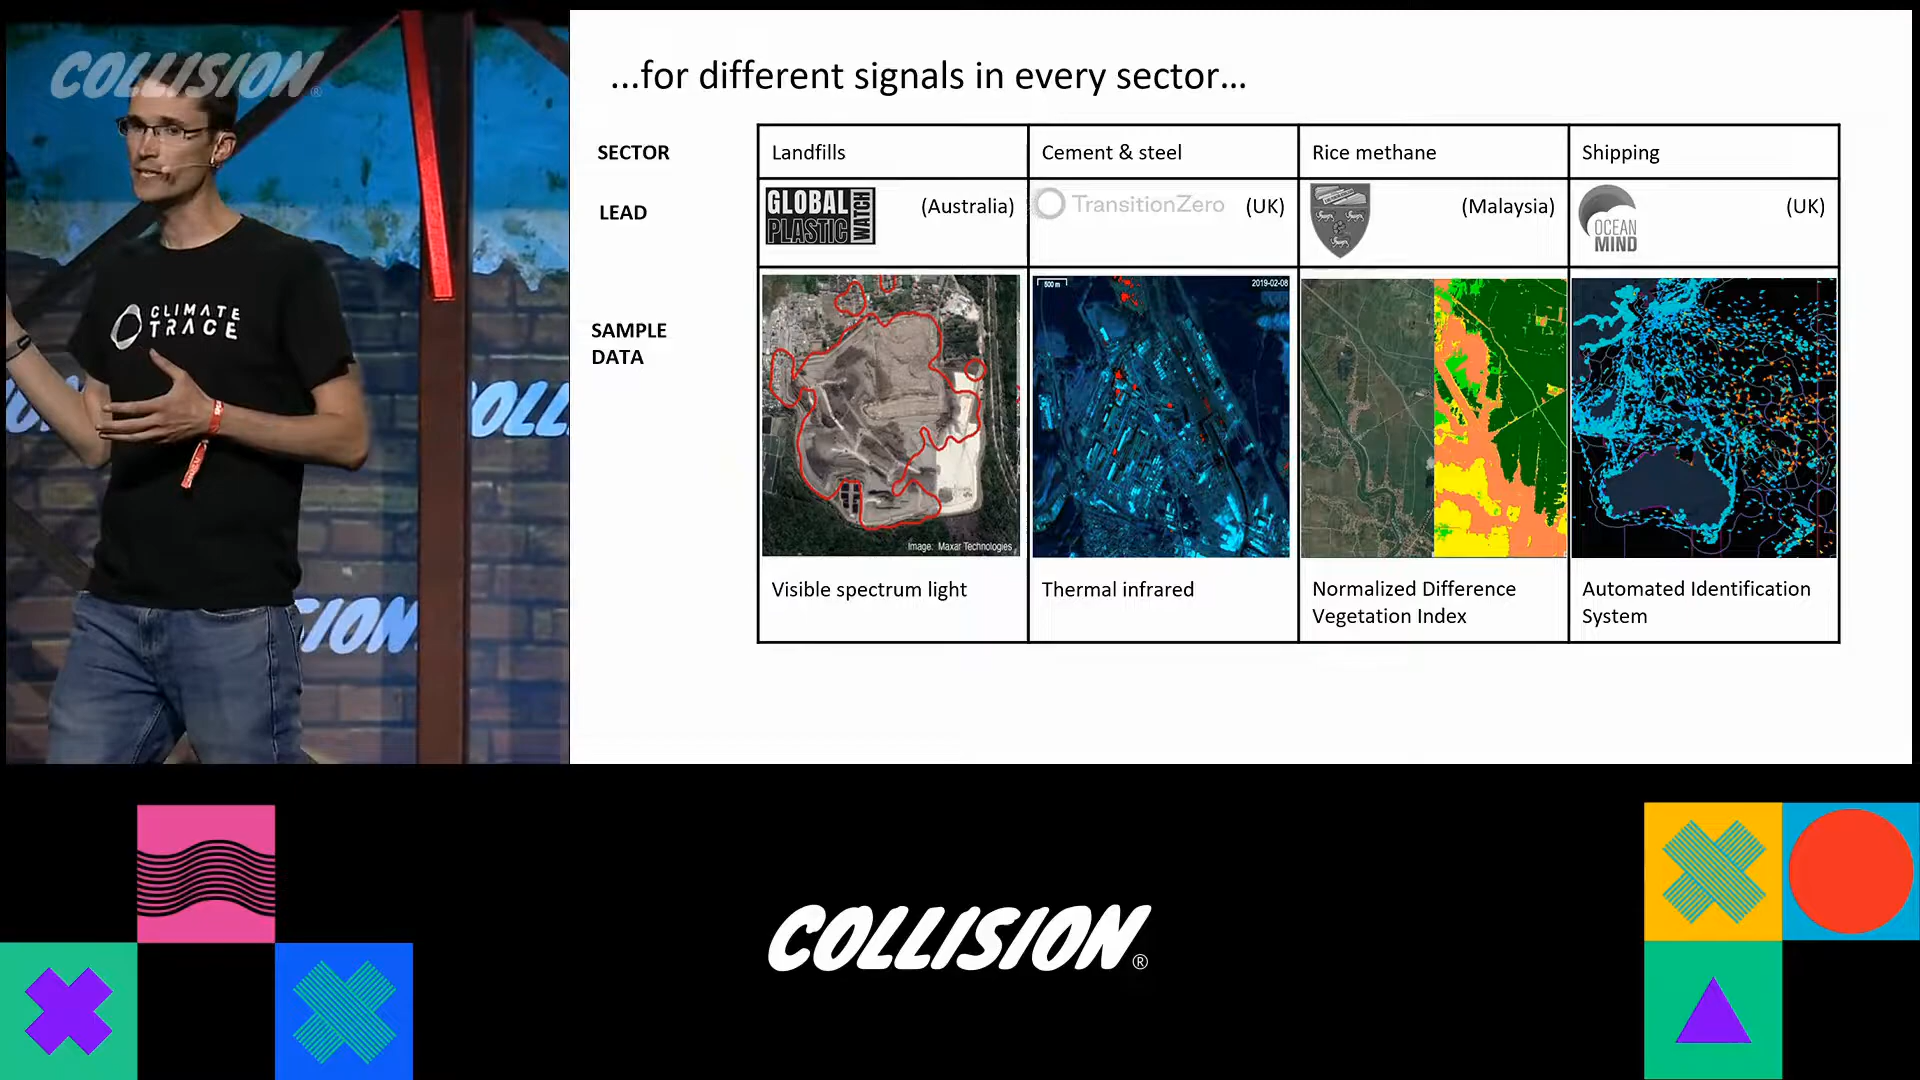 COLLISION®
CLIMATE
TRACE
COLL
SION
...for different signals in every sector...
SECTOR
Landfills
Cement & steel
Rice methane
Shipping
LEAD
GLOBAL
PLASTIC
WATCH
(Australia)
TransitionZero
(UK)
(Malaysia)
OCEAN
MIND
(UK)
SAMPLE
DATA
500 m
2019-02-08
Image: Maxar Technologies
Visible spectrum light
Thermal infrared
Normalized Difference
Vegetation Index
Automated Identification
System
COLLISION®